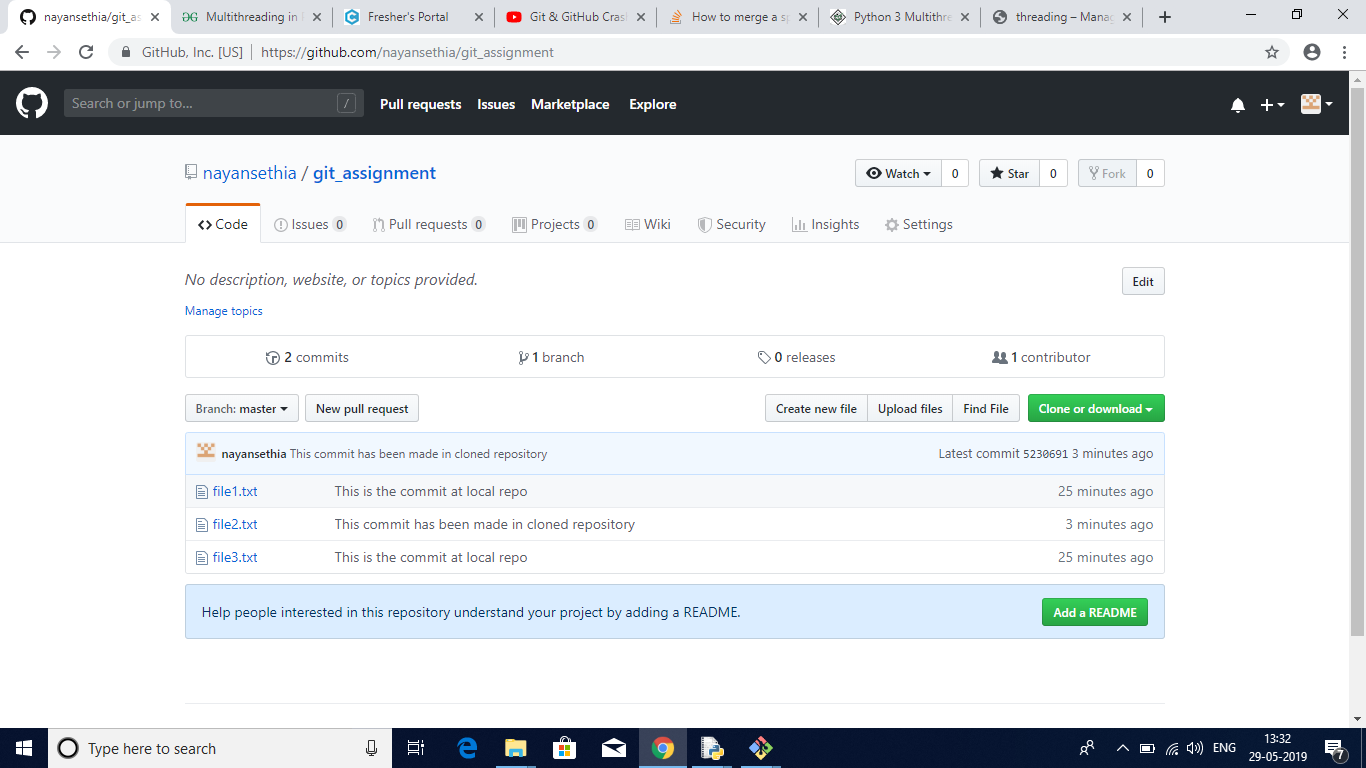 nayansethia/git_as
Multithreading in P
Fresher's Portal
Git & GitHub Cras
How to merge a sp
Python 3 Multithre
threading – Manag
GitHub, Inc. [US] https://github.com/nayansethia/git_assignment
Search or jump to... /
Pull requests Issues Marketplace Explore
nayansethia / git_assignment
Watch 0 Star 0 Fork 0
Code Issues 0 Pull requests 0 Projects 0 Wiki Security Insights Settings
No description, website, or topics provided. Edit
Manage topics
2 commits 1 branch 0 releases 1 contributor
Branch: master New pull request Create new file Upload files Find File Clone or download
nayansethia This commit has been made in cloned repository Latest commit 5230691 3 minutes ago
file1.txt This is the commit at local repo 25 minutes ago
file2.txt This commit has been made in cloned repository 3 minutes ago
file3.txt This is the commit at local repo 25 minutes ago
Help people interested in this repository understand your project by adding a README. Add a README
Type here to search
ENG
13:32
29-05-2019
7